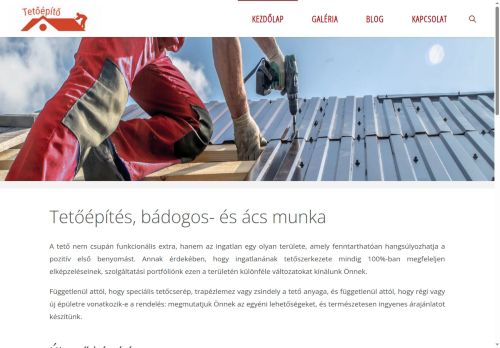 Tetőépítő
KEZDŐLAP
GALÉRIA
BLOG
KAPCSOLAT
Tetőépítés, bádogos- és ács munka
A tető nem csupán funkcionális extra, hanem az ingatlan egy olyan területe, amely fenntarthatóan hangsúlyozhatja a
pozitív első benyomást. Annak érdekében, hogy ingatlanának tetőszerkezete mindig 100%-ban megfeleljen
elképzeléseinek, szolgáltatási portfóliónk ezen a területén különféle változatokat kínálunk Önnek.
Függetlenül attól, hogy speciális tetőcserép, trapézlemez vagy zsindely a tető anyaga, és függetlenül attól, hogy régi vagy
új épületre vonatkozik-e a rendelés: megmutatjuk Önnek az egyéni lehetőségeket, és természetesen ingyenes árajánlatot
készítünk.